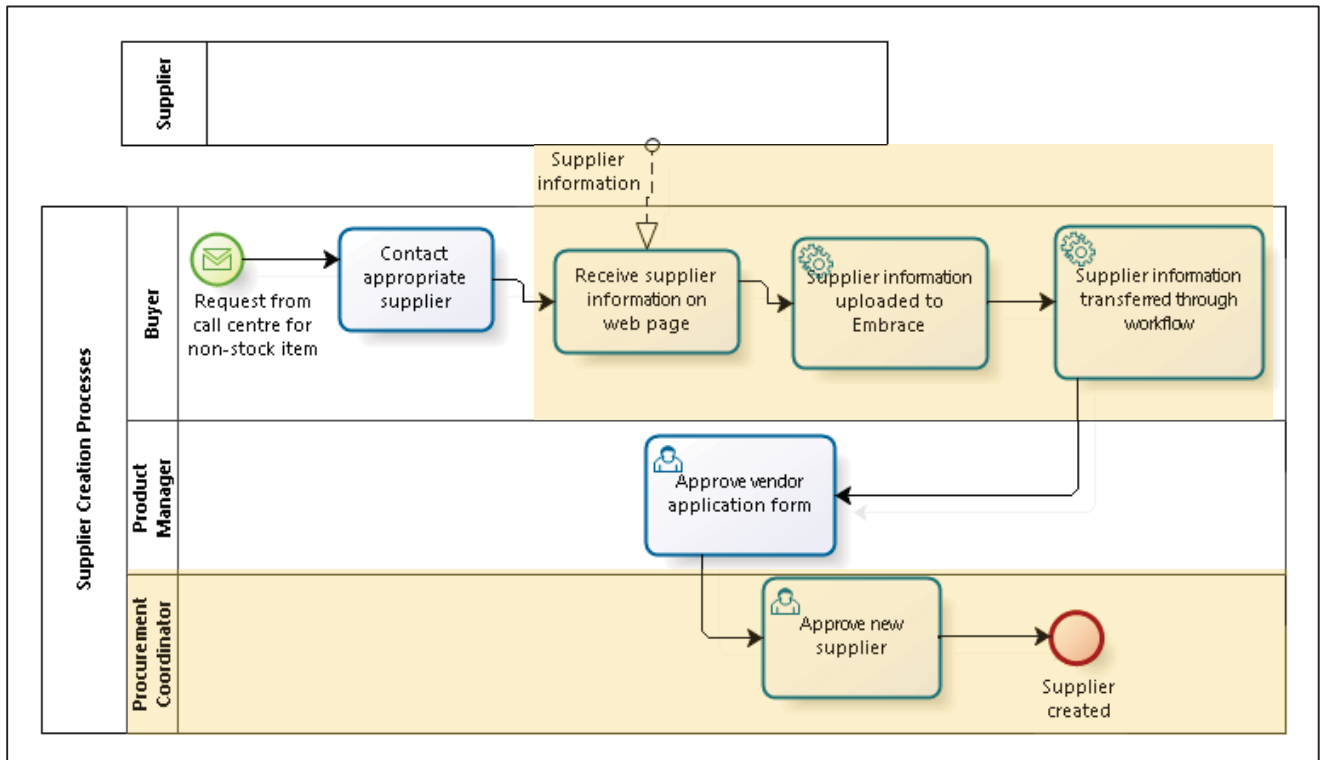 Supplier
Supplier
information
Supplier Creation Processes
Buyer
Request from
call centre for
non-stock item
Contact
appropriate
supplier
Receive supplier
information on
web page
Supplier information
uploaded to
Embrace
Supplier information
transferred through
workflow
Product
Manager
Approve vendor
application form
Procurement
Coordinator
Approve new
supplier
Supplier
created